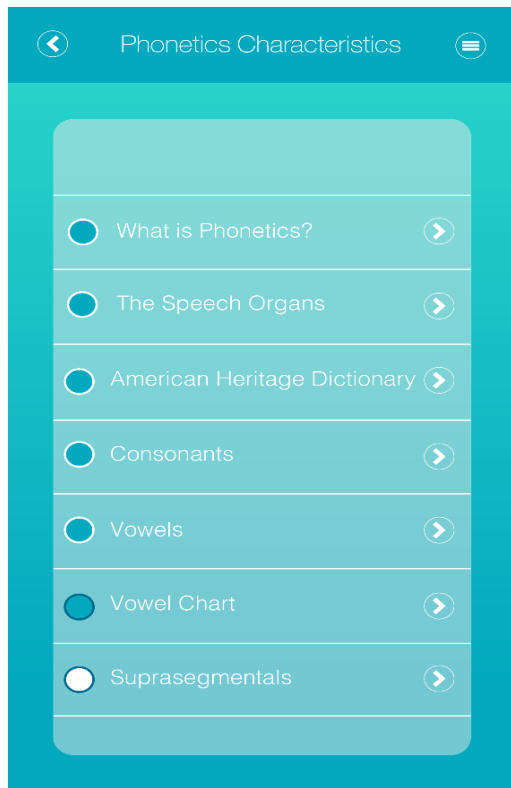 Phonetics Characteristics
What is Phonetics?
The Speech Organs
American Heritage Dictionary
Consonants
Vowels
Vowel Chart
Suprasegmentals